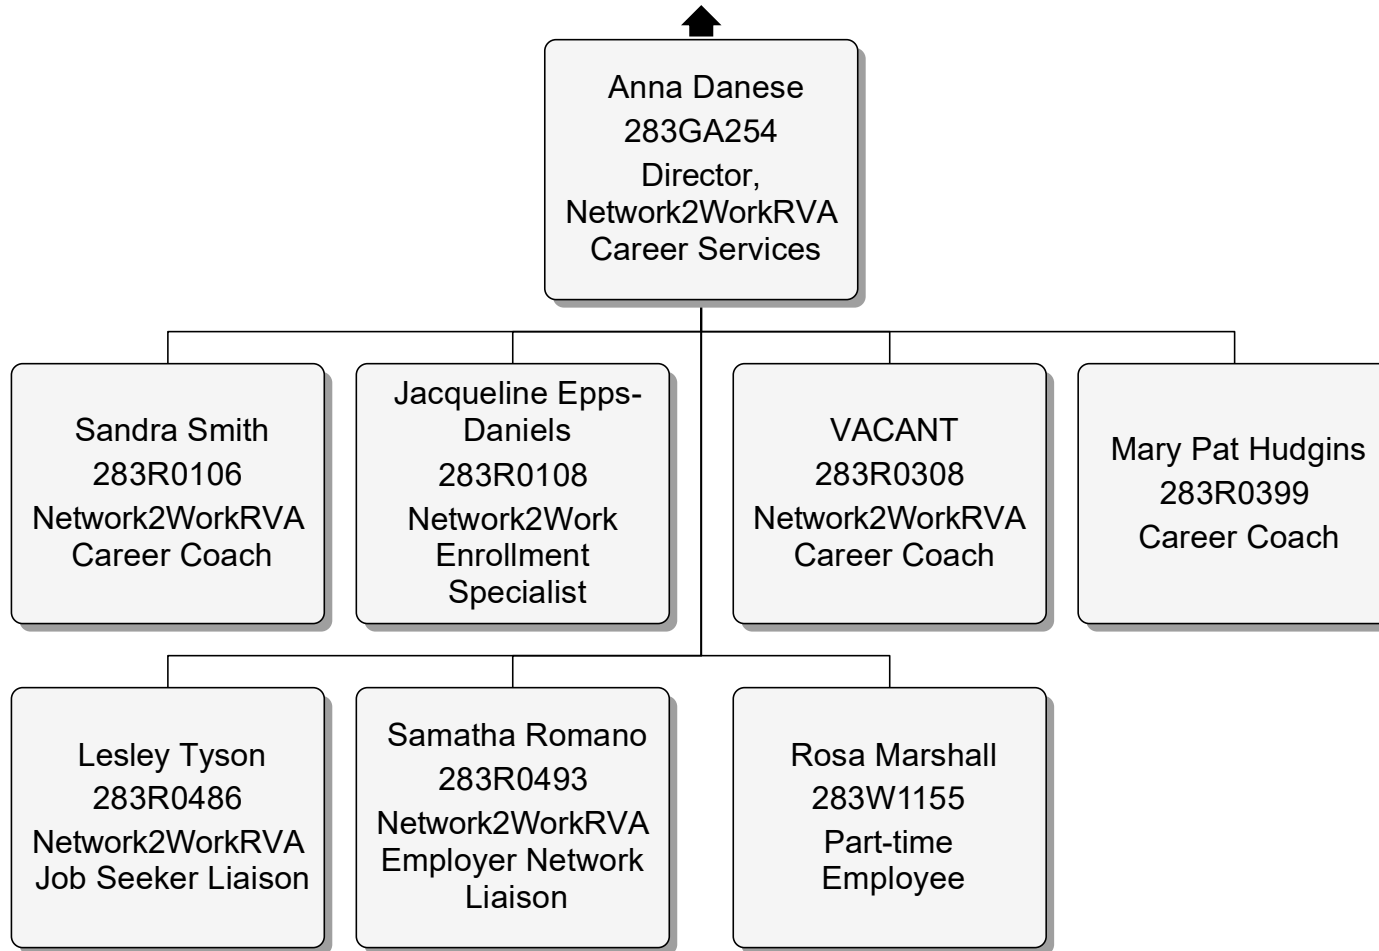 Anna Danese
283GA254
Director,
Network2WorkRVA
Career Services
Sandra Smith
283R0106
Network2WorkRVA
Career Coach
Jacqueline Epps-
Daniels
283R0108
Network2Work
Enrollment
Specialist
VACANT
283R0308
Network2WorkRVA
Career Coach
Mary Pat Hudgins
283R0399
Career Coach
Lesley Tyson
283R0486
Network2WorkRVA
Job Seeker Liaison
Samatha Romano
283R0493
Network2WorkRVA
Employer Network
Liaison
Rosa Marshall
283W1155
Part-time
Employee